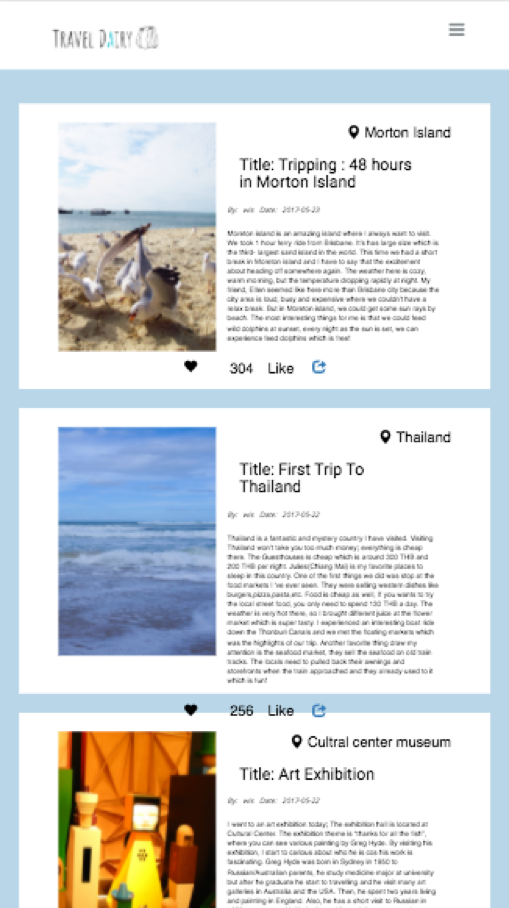 TRAVEL DAIRY
Morton Island
Title: Tripping : 48 hours
in Morton Island
By: win Date: 2017-05-23
Moreton island is an amazing island where I always want to visit.
We took 1 hour ferry ride from Brisbane. It's has large size which is
the third- largest sand island in the world. This time we had a short
break in Moreton island and I have to say that the excitement
about heading off somewhere again. The weather here is cozy,
warm morning, but the temperature dropping rapidly at night. My
friend, Ellen seemed like here more than Brisbane city because the
city area is loud, busy and expensive where we couldn't have a
relax break. But in Moreton island, we could get some sun rays by
beach. The most interesting things for me is that we could feed
wild dolphins at sunset, every night as the sun is set, we can
experience feed dolphins which is free!
304 Like
Thailand
Title: First Trip To
Thailand
By: win Date: 2017-05-22
Thailand is a fantastic and mystery country I have visited. Visiting
Thailand won't take you too much money; everything is cheap
there. The Guesthouses is cheap which is around 300 THB and
200 THB per night. Julies(Chiang Mai) is my favorite places to
sleep in this country. One of the first things we did was stop at the
food markets I 've ever seen. They were selling western dishes like
burgers,pizza,pasta,etc. Food is cheap as well, if you wants to try
the local street food, you only need to spend 130 THB a day. The
weather is very hot there, so I brought different juice at the flower
market which is super tasty. I experienced an interesting boat ride
down the Thonburi Canals and we met the floating markets which
was the highlights of our trip. Another favorite thing draw my
attention is the seafood market, they sell the seafood on old train
tracks. The locals need to pulled back their awnings and
storefronts when the train approached and they already used to it
which is fun!
256 Like
Cultral center museum
Title: Art Exhibition
By: win Date: 2017-05-22
I went to an art exhibition today; The exhibition hall is located at
Cultural Center. The exhibition theme is "thanks for all the fish",
where you can see various painting by Greg Hyde. By visiting his
exhibition, I start to carious about who he is cos his work is
fascinating. Greg Hyde was born in Sydney in 1950 to
Russian/Australian parents, he study medicine major at university
but after he graduate he start to travelling and he visit many art
galleries in Australia and the USA. Then, he spent two years living
and painting in England. Also, he has a short visit to Russian in